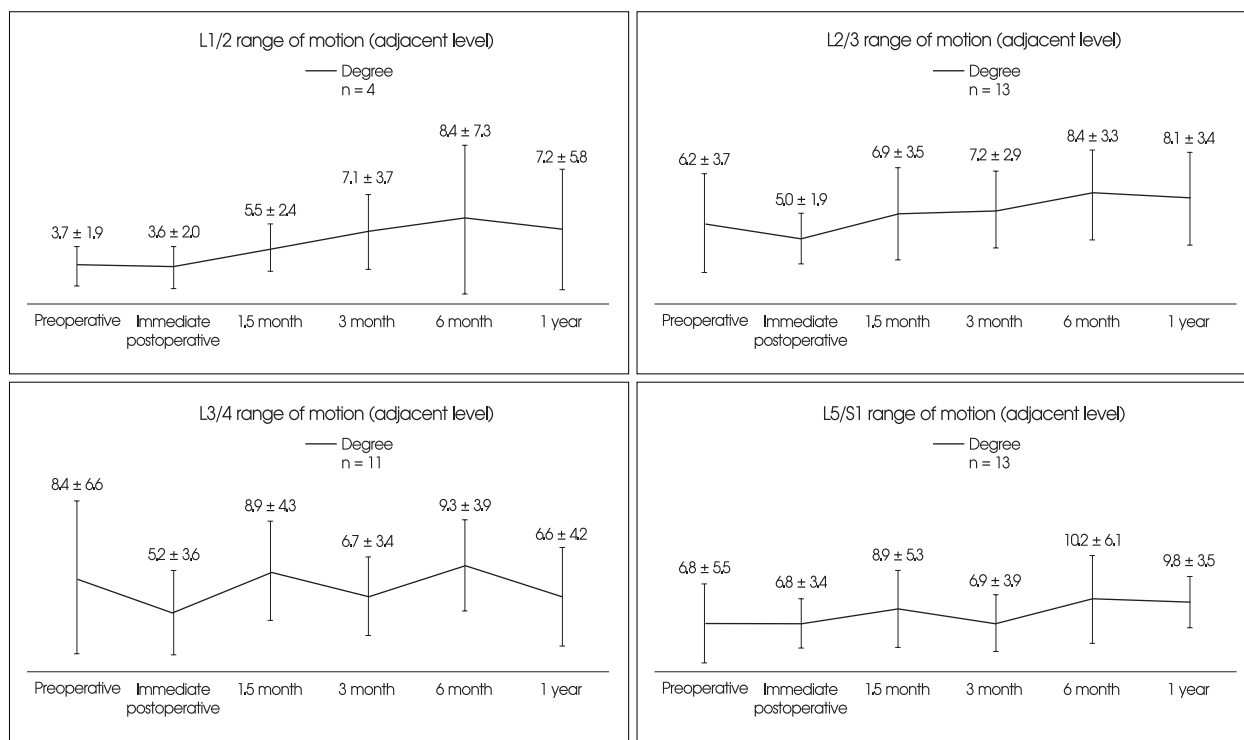 L1/2 range of motion (adjacent level)
Degree
n = 4
3.7 ± 1.9
3.6 ± 2.0
5.5 ± 2.4
7.1 ± 3.7
8.4 ± 7.3
7.2 ± 5.8
Preoperative
Immediate
postoperative
1.5 month
3 month
6 month
1 year
L2/3 range of motion (adjacent level)
Degree
n = 13
6.2 ± 3.7
5.0 ± 1.9
6.9 ± 3.5
7.2 ± 2.9
8.4 ± 3.3
8.1 ± 3.4
Preoperative
Immediate
postoperative
1.5 month
3 month
6 month
1 year
L3/4 range of motion (adjacent level)
Degree
n = 11
8.4 ± 6.6
5.2 ± 3.6
8.9 ± 4.3
6.7 ± 3.4
9.3 ± 3.9
6.6 ± 4.2
Preoperative
Immediate
postoperative
1.5 month
3 month
6 month
1 year
L5/S1 range of motion (adjacent level)
Degree
n = 13
6.8 ± 5.5
6.8 ± 3.4
8.9 ± 5.3
6.9 ± 3.9
10.2 ± 6.1
9.8 ± 3.5
Preoperative
Immediate
postoperative
1.5 month
3 month
6 month
1 year